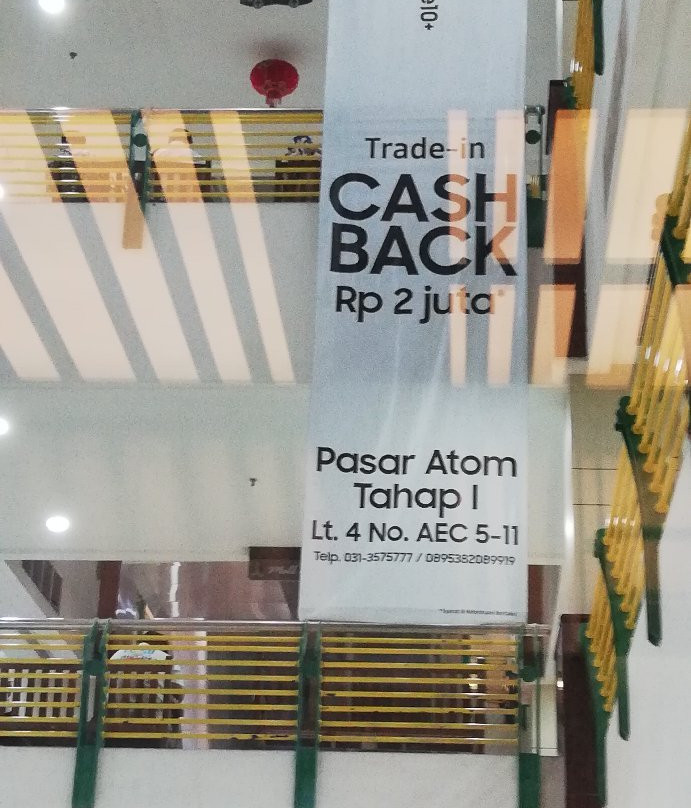 e10+
Trade-in
CASH
BACK
Rp 2 juta*
Pasar Atom
Tahap I
Lt. 4 No. AEC 5-11
Telp. 031-3575777 / 0895382089919